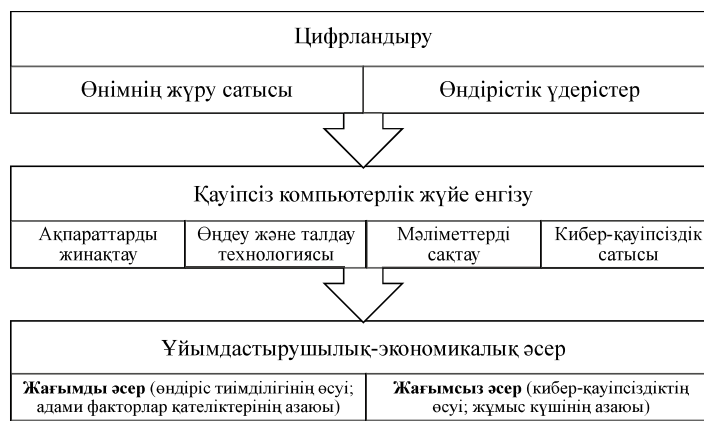 Цифрландыру
Өнімнің жүру сатысы
Өндірістік үдерістер
Қауіпсіз компьютерлік жүйе енгізу
Ақпараттарды
жинақтау
Өңдеу және талдау
технологиясы
Мәліметтерді
сақтау
Кибер-қауіпсіздік
сатысы
Ұйымдастырушылық-экономикалық әсер
Жағымды әсер (өндіріс тиімділігінің өсуі;
адами факторлар қателіктерінің азаюы)
Жағымсыз әсер (кибер-қауіпсіздіктің
өсуі; жұмыс күшінің азаюы)